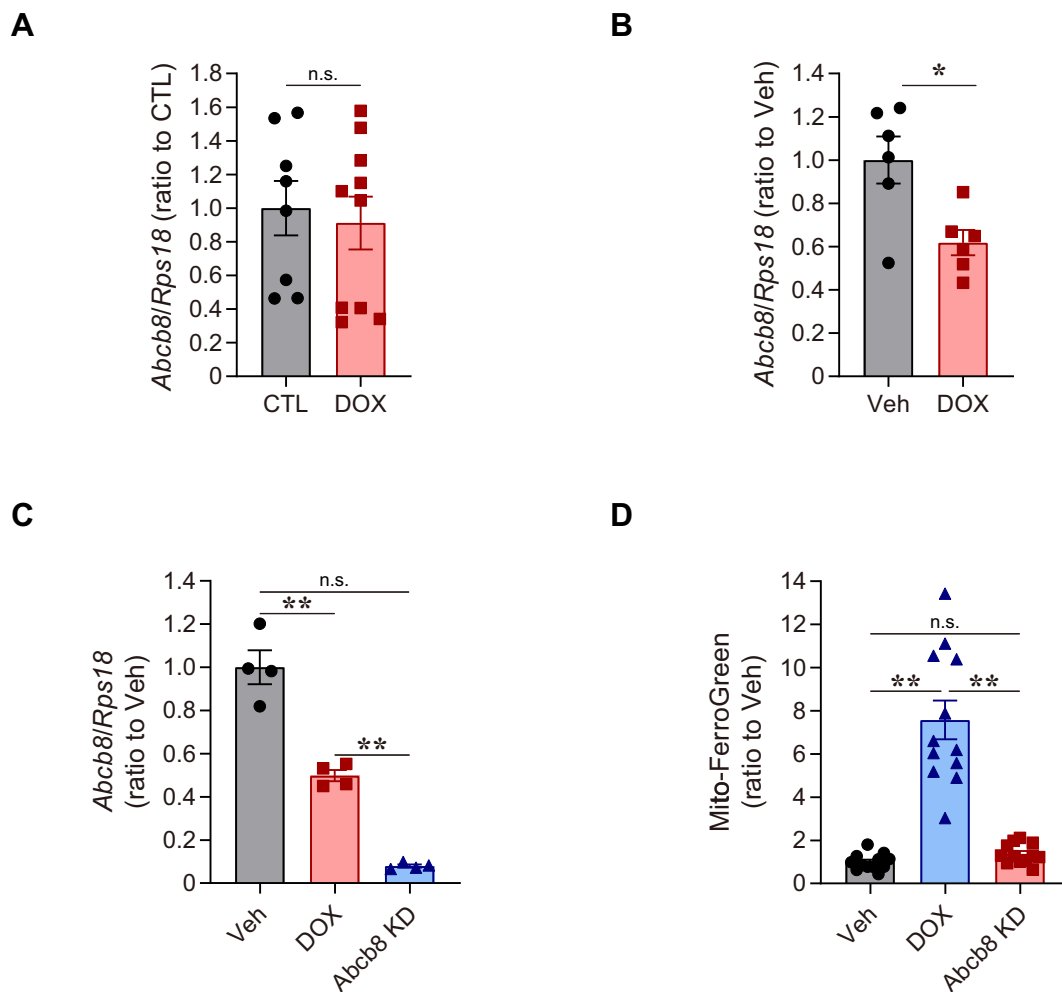 A
Abcb8/Rps18 (ratio to CTL)
1.8
1.6
1.4
1.2
1.0
0.8
0.6
0.4
0.2
0
n.s.
CTL
DOX
B
Abcb8/Rps18 (ratio to Veh)
1.4
1.2
1.0
0.8
0.6
0.4
0.2
0
*
Veh
DOX
C
Abcb8/Rps18
(ratio to Veh)
1.4
1.2
1.0
0.8
0.6
0.4
0.2
0
n.s.
**
**
Veh
DOX
Abcb8 KD
D
Mito-FerroGreen
(ratio to Veh)
14
12
10
8
6
4
2
0
n.s.
**
**
Veh
DOX
Abcb8 KD